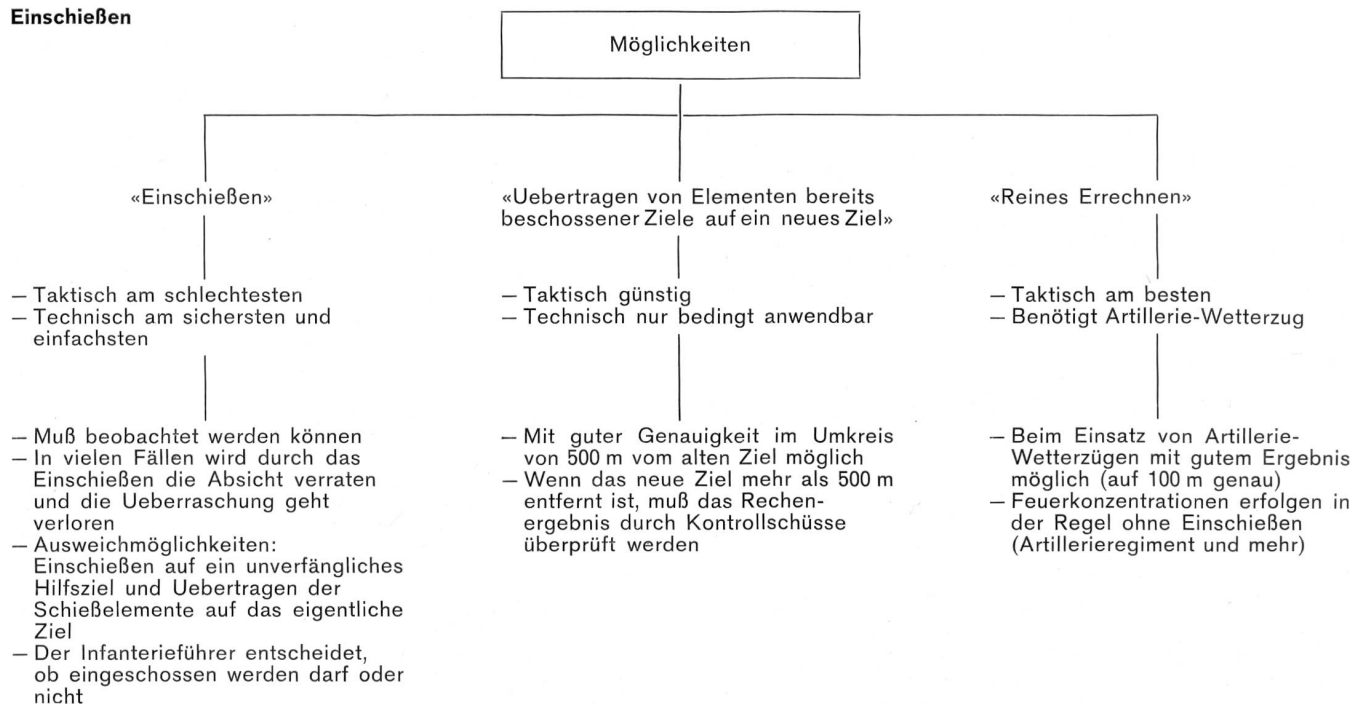 Einschießen
Möglichkeiten
«Einschießen»
— Taktisch am schlechtesten
— Technisch am sichersten und
einfachsten
— Muß beobachtet werden können
— In vielen Fällen wird durch das
Einschießen die Absicht verraten
und die Ueberraschung geht
verloren
— Ausweichmöglichkeiten:
Einschießen auf ein unverfängliches
Hilfsziel und Uebertragen der
Schießelemente auf das eigentliche
Ziel
— Der Infanterieführer entscheidet,
ob eingeschossen werden darf oder
nicht
«Uebertragen von Elementen bereits
beschossener Ziele auf ein neues Ziel»
— Taktisch günstig
— Technisch nur bedingt anwendbar
— Mit guter Genauigkeit im Umkreis
von 500 m vom alten Ziel möglich
— Wenn das neue Ziel mehr als 500 m
entfernt ist, muß das Rechen-
ergebnis durch Kontrollschüsse
überprüft werden
«Reines Errechnen»
— Taktisch am besten
— Benötigt Artillerie-Wetterzug
— Beim Einsatz von Artillerie-
Wetterzügen mit gutem Ergebnis
möglich (auf 100 m genau)
— Feuerkonzentrationen erfolgen in
der Regel ohne Einschießen
(Artillerieregiment und mehr)